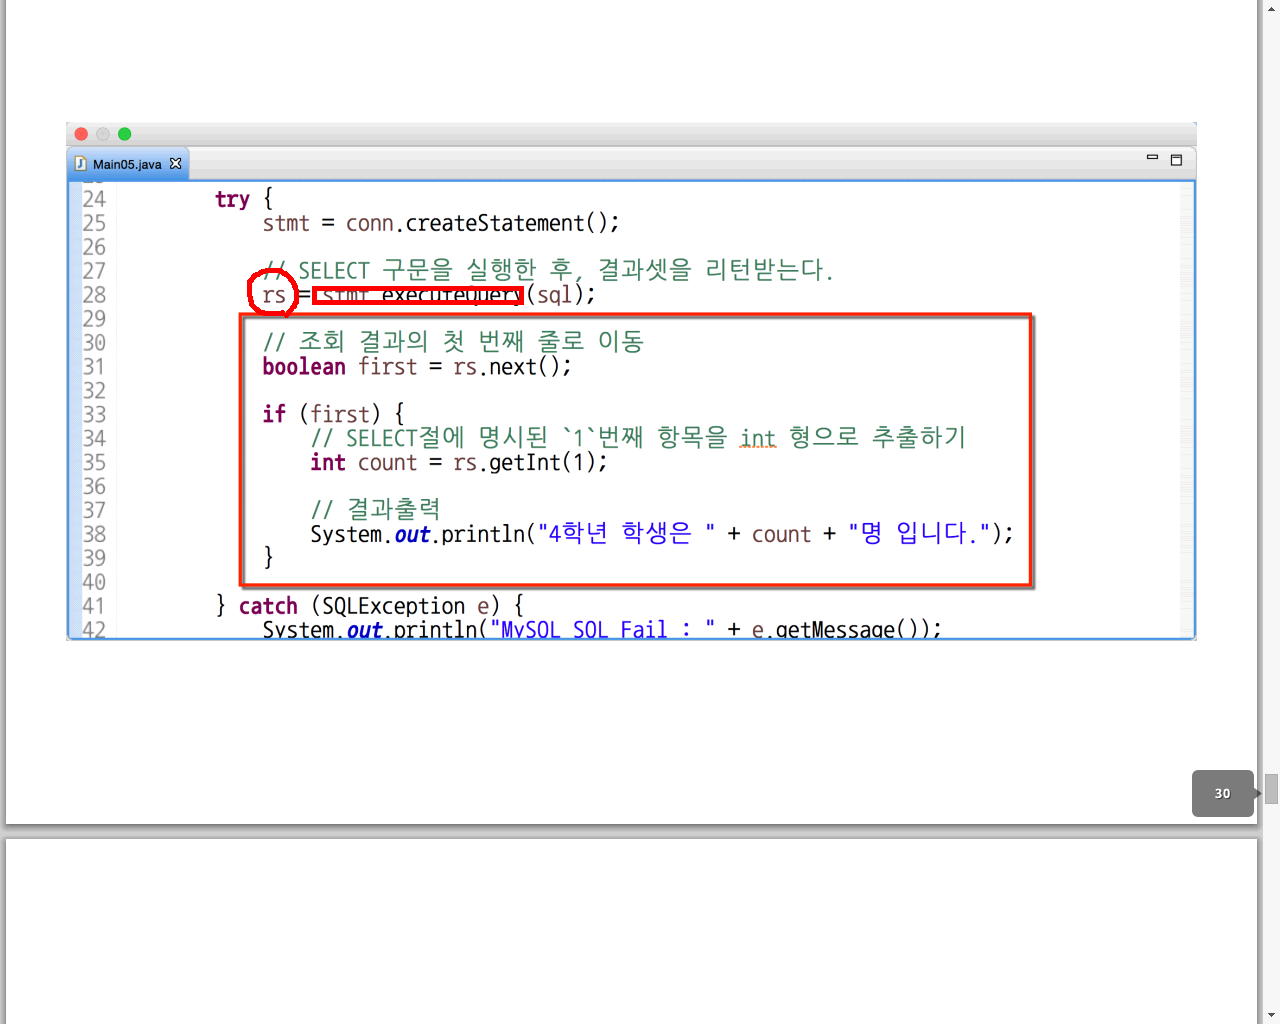 Main05.java
24 try {
25 stmt = conn.createStatement();
26
27 // SELECT 구문을 실행한 후, 결과셋을 리턴받는다.
28 rs = stmt.executeQuery(sql);
29
30 // 조회 결과의 첫 번째 줄로 이동
31 boolean first = rs.next();
32
33 if (first) {
34 // SELECT절에 명시된 `1`번째 항목을 int 형으로 추출하기
35 int count = rs.getInt(1);
36
37 // 결과출력
38 System.out.println("4학년 학생은 " + count + "명 입니다.");
39 }
40
41 } catch (SQLException e) {
42 System.out.println("MySQL SQL Fail : " + e.getMessage());
30